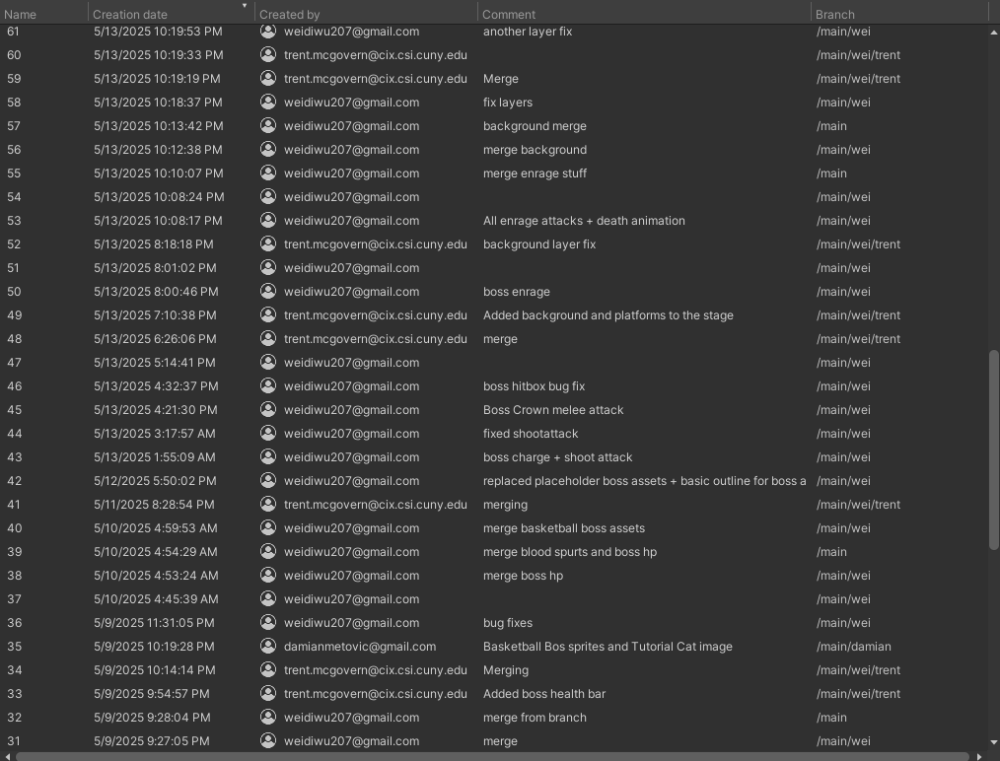 Name Creation date Created by Comment Branch
61 5/13/2025 10:19:53 PM weidiwu207@gmail.com another layer fix /main/wei
60 5/13/2025 10:19:33 PM trent.mcgovern@cix.csi.cuny.edu /main/wei/trent
59 5/13/2025 10:19:19 PM trent.mcgovern@cix.csi.cuny.edu Merge /main/wei/trent
58 5/13/2025 10:18:37 PM weidiwu207@gmail.com fix layers /main/wei
57 5/13/2025 10:13:42 PM weidiwu207@gmail.com background merge /main
56 5/13/2025 10:12:38 PM weidiwu207@gmail.com merge background /main/wei
55 5/13/2025 10:10:07 PM weidiwu207@gmail.com merge enrage stuff /main
54 5/13/2025 10:08:24 PM weidiwu207@gmail.com /main/wei
53 5/13/2025 10:08:17 PM weidiwu207@gmail.com All enrage attacks + death animation /main/wei
52 5/13/2025 8:18:18 PM trent.mcgovern@cix.csi.cuny.edu background layer fix /main/wei/trent
51 5/13/2025 8:01:02 PM weidiwu207@gmail.com /main/wei
50 5/13/2025 8:00:46 PM weidiwu207@gmail.com boss enrage /main/wei
49 5/13/2025 7:10:38 PM trent.mcgovern@cix.csi.cuny.edu Added background and platforms to the stage /main/wei/trent
48 5/13/2025 6:26:06 PM trent.mcgovern@cix.csi.cuny.edu merge /main/wei/trent
47 5/13/2025 5:14:41 PM weidiwu207@gmail.com /main/wei
46 5/13/2025 4:32:37 PM weidiwu207@gmail.com boss hitbox bug fix /main/wei
45 5/13/2025 4:21:30 PM weidiwu207@gmail.com Boss Crown melee attack /main/wei
44 5/13/2025 3:17:57 AM weidiwu207@gmail.com fixed shootattack /main/wei
43 5/13/2025 1:55:09 AM weidiwu207@gmail.com boss charge + shoot attack /main/wei
42 5/12/2025 5:50:02 PM weidiwu207@gmail.com replaced placeholder boss assets + basic outline for boss a /main/wei
41 5/11/2025 8:28:54 PM trent.mcgovern@cix.csi.cuny.edu merging /main/wei/trent
40 5/10/2025 4:59:53 AM weidiwu207@gmail.com merge basketball boss assets /main/wei
39 5/10/2025 4:54:29 AM weidiwu207@gmail.com merge blood spurts and boss hp /main
38 5/10/2025 4:53:24 AM weidiwu207@gmail.com merge boss hp /main/wei
37 5/10/2025 4:45:39 AM weidiwu207@gmail.com /main/wei
36 5/9/2025 11:31:05 PM weidiwu207@gmail.com bug fixes /main/wei
35 5/9/2025 10:19:28 PM damianmetovic@gmail.com Basketball Bos sprites and Tutorial Cat image /main/damian
34 5/9/2025 10:14:14 PM trent.mcgovern@cix.csi.cuny.edu Merging /main/wei/trent
33 5/9/2025 9:54:57 PM trent.mcgovern@cix.csi.cuny.edu Added boss health bar /main/wei/trent
32 5/9/2025 9:28:04 PM weidiwu207@gmail.com merge from branch /main
31 5/9/2025 9:27:05 PM weidiwu207@gmail.com merge /main/wei